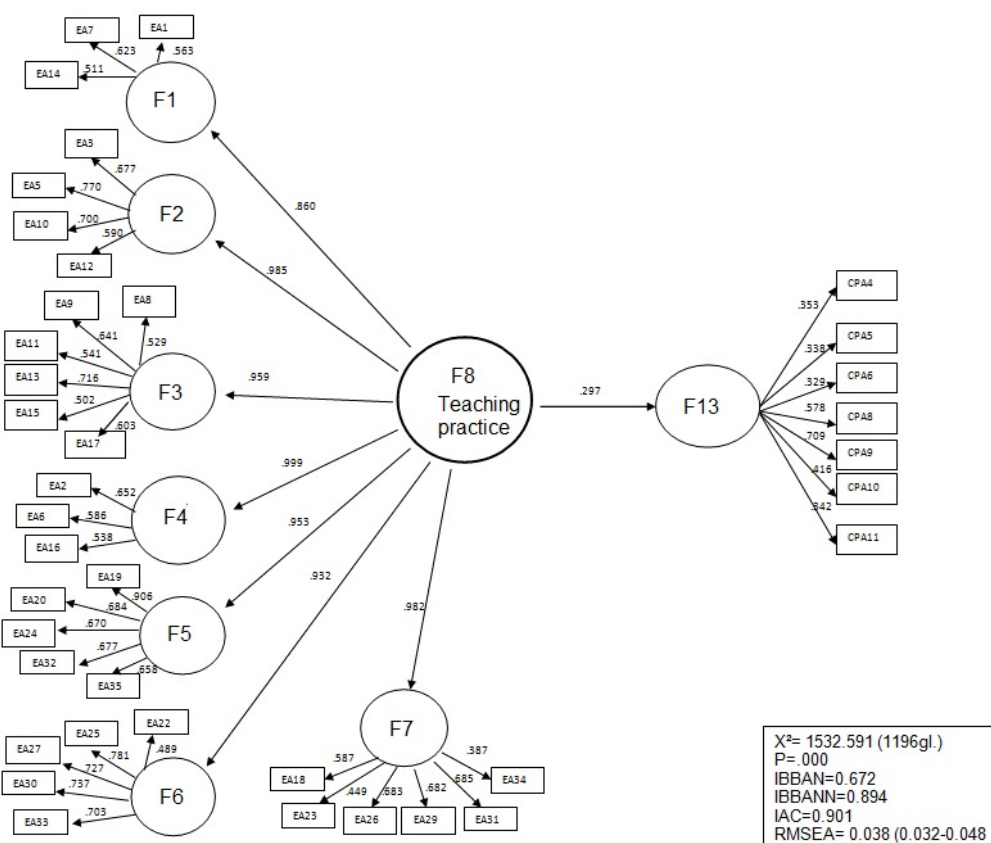 EA7
EA1
.623
.563
EA14
.511
F1
EA3
.677
EA5
.770
F2
EA10
.700
.590
EA12
.860
.985
EA9
EA8
.641
.529
EA11
.541
EA13
.716
F3
EA15
.502
.603
EA17
.959
F8
Teaching
practice
.297
F13
CPA4
.353
CPA5
.338
CPA6
.329
CPA8
.578
CPA9
.709
CPA10
.416
CPA11
.342
EA2
.652
EA6
.586
F4
EA16
.538
.999
.953
.932
.982
EA19
.906
EA20
.684
EA24
.670
F5
.677
EA32
.658
EA35
EA22
EA25
.489
EA27
.781
.727
EA30
.737
F6
EA33
.703
F7
.587
.387
EA18
EA34
.449
.683
.682
.685
EA23
EA26
EA29
EA31
X²= 1532.591 (1196gl.)
P=.000
IBBAN=0.672
IBBANN=0.894
IAC=0.901
RMSEA= 0.038 (0.032-0.048